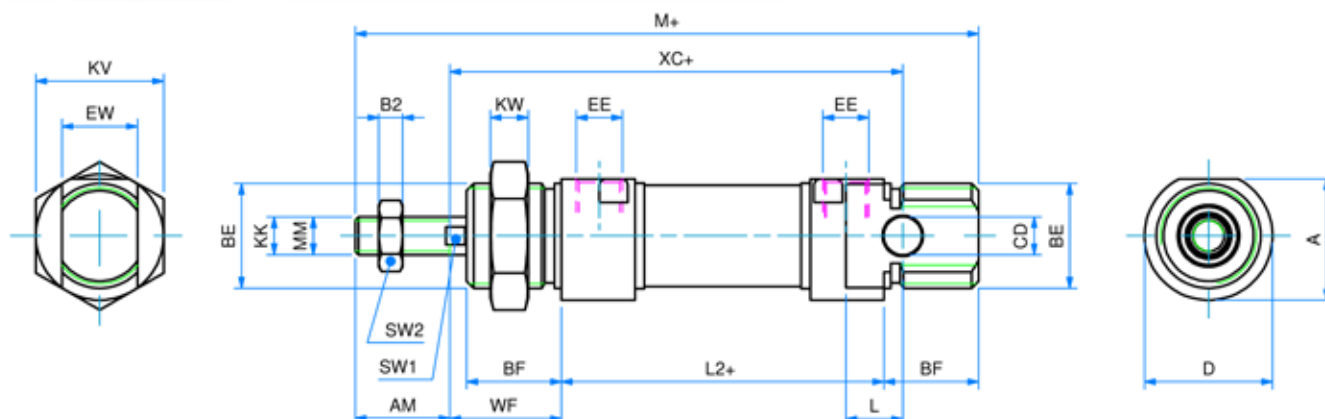 M+
XC+
KV
B2
KW
EE
EE
EW
BE
KK
MM
CD
BE
A
SW2
SW1
BF
L2+
BF
D
AM
WF
L